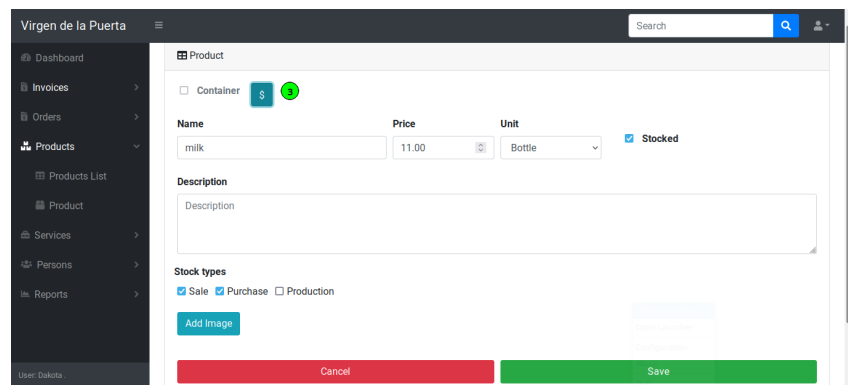 Virgen de la Puerta
Search
Dashboard
Product
Invoices
Container
$
3
Orders
Name
Price
Unit
Products
milk
11.00
Bottle
Stocked
Products List
Description
Product
Description
Services
Persons
Stock types
Reports
Sale
Purchase
Production
Add Image
Cancel
Save
User: Dakota .